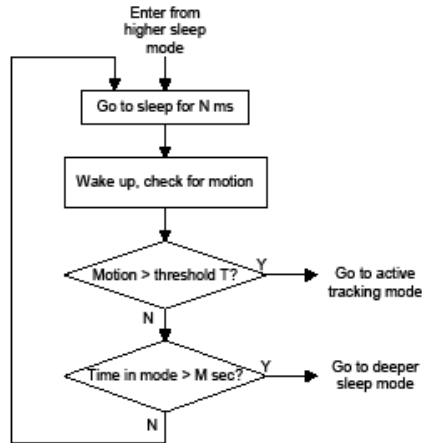 Enter from
higher sleep
mode
Go to sleep for N ms
Wake up, check for motion
Motion > threshold T?
Y
Go to active
tracking mode
N
Time in mode > M sec?
Y
Go to deeper
sleep mode
N